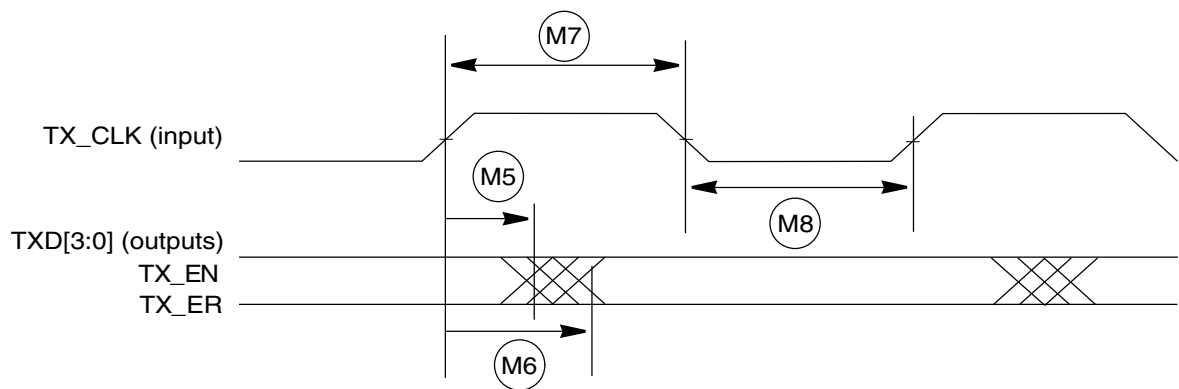 M7
TX_CLK (input)
M5
M8
TXD[3:0] (outputs)
TX_EN
TX_ER
M6